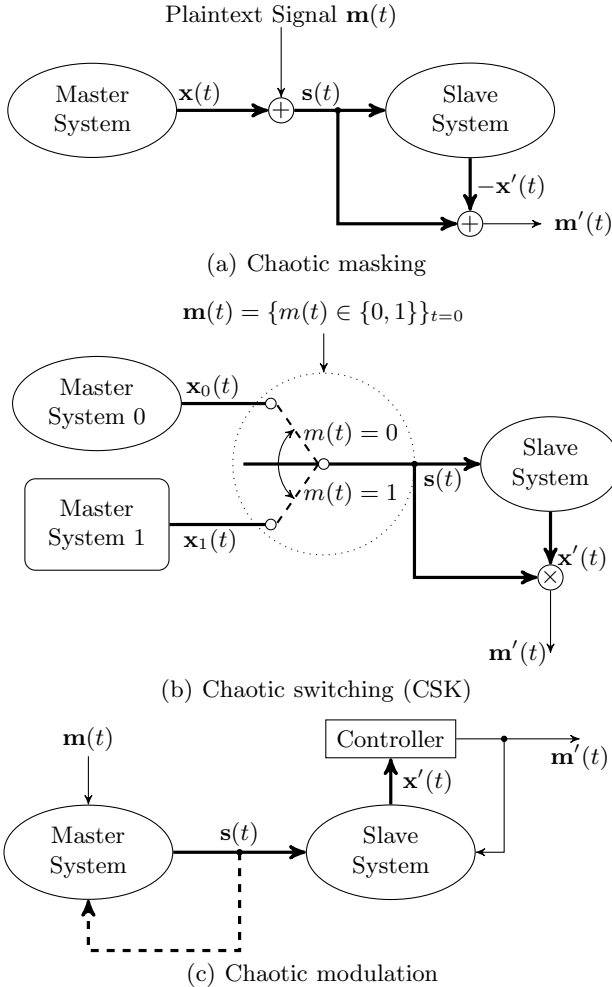 Plaintext Signal m(t)
Master
System
x(t)
+
s(t)
Slave
System
−x′(t)
+
m′(t)
(a) Chaotic masking
m(t) = {m(t) ∈ {0, 1}}t=0
Master
System 0
x0(t)
m(t) = 0
m(t) = 1
Master
System 1
x1(t)
s(t)
Slave
System
x′(t)
×
m′(t)
(b) Chaotic switching (CSK)
m(t)
Master
System
s(t)
Controller
x′(t)
m′(t)
Slave
System
(c) Chaotic modulation